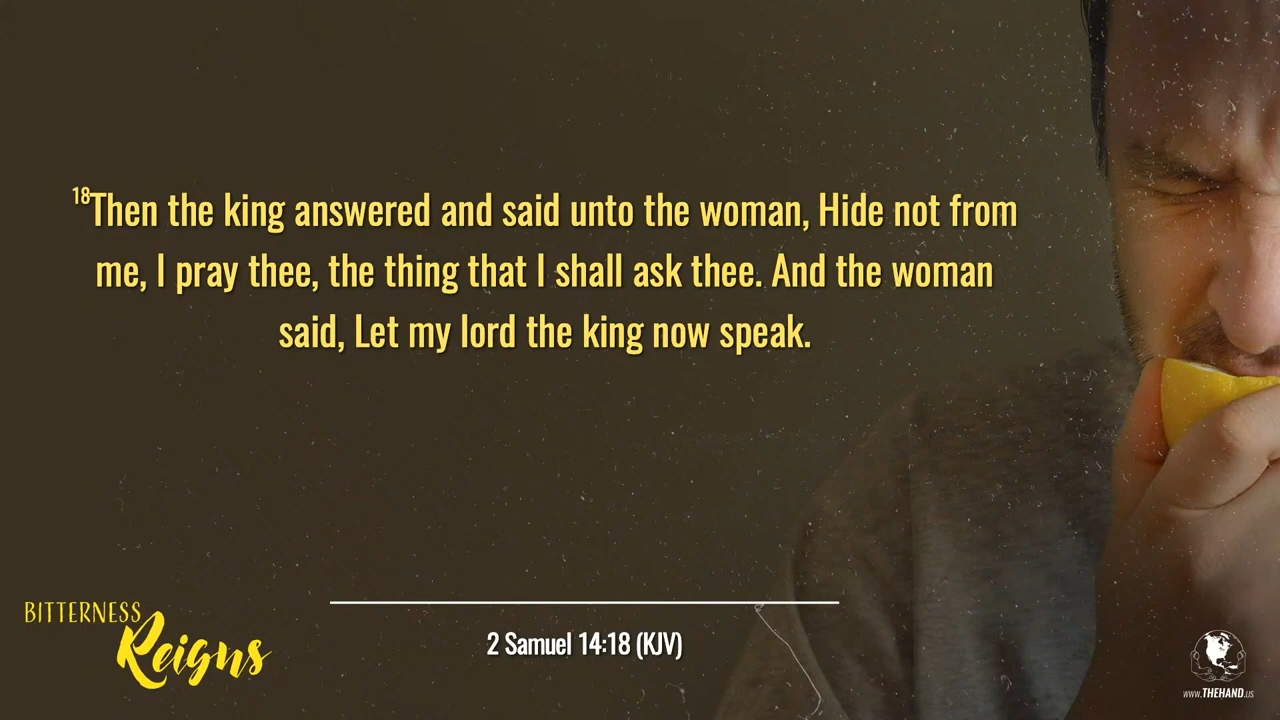 18Then the king answered and said unto the woman, Hide not from
me, I pray thee, the thing that I shall ask thee. And the woman
said, Let my lord the king now speak.
BITTERNESS
Reigns
2 Samuel 14:18 (KJV)
www.THEHAND.us